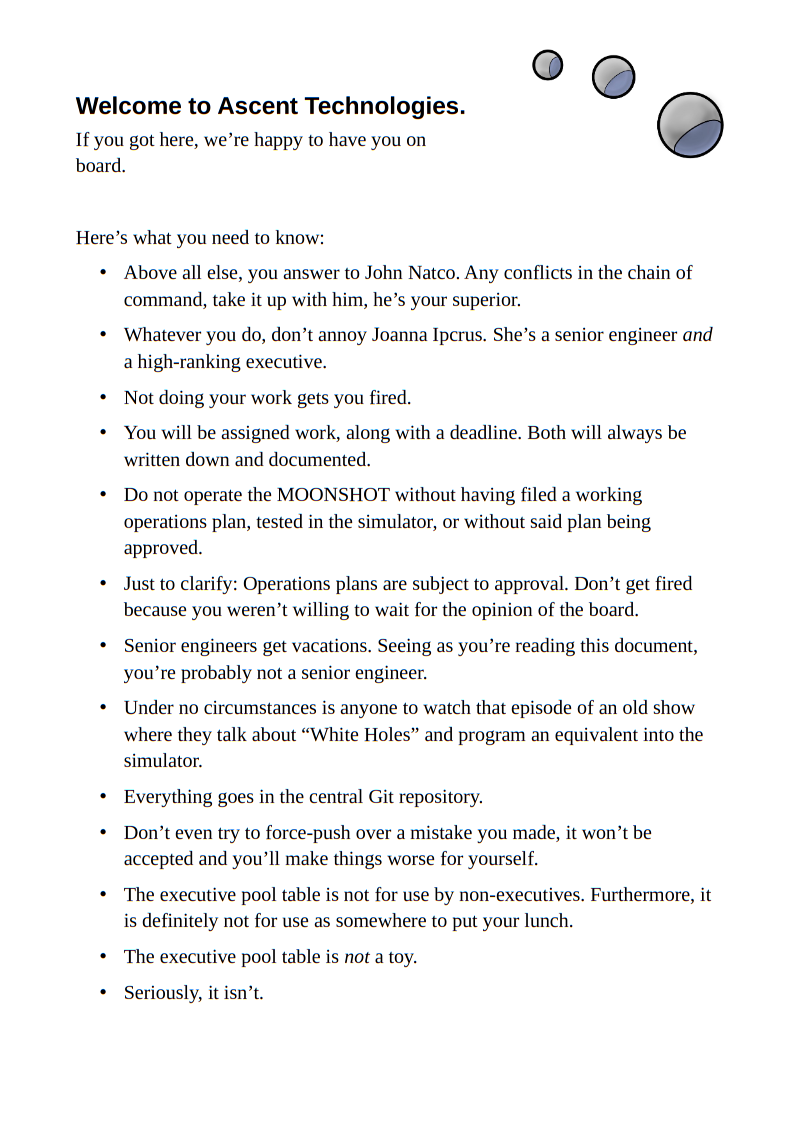 Welcome to Ascent Technologies.
If you got here, we’re happy to have you on
board.
Here’s what you need to know:
• Above all else, you answer to John Natco. Any conflicts in the chain of
command, take it up with him, he’s your superior.
• Whatever you do, don’t annoy Joanna Ipcrus. She’s a senior engineer and
a high-ranking executive.
• Not doing your work gets you fired.
• You will be assigned work, along with a deadline. Both will always be
written down and documented.
• Do not operate the MOONSHOT without having filed a working
operations plan, tested in the simulator, or without said plan being
approved.
• Just to clarify: Operations plans are subject to approval. Don’t get fired
because you weren’t willing to wait for the opinion of the board.
• Senior engineers get vacations. Seeing as you’re reading this document,
you’re probably not a senior engineer.
• Under no circumstances is anyone to watch that episode of an old show
where they talk about “White Holes” and program an equivalent into the
simulator.
• Everything goes in the central Git repository.
• Don’t even try to force-push over a mistake you made, it won’t be
accepted and you’ll make things worse for yourself.
• The executive pool table is not for use by non-executives. Furthermore, it
is definitely not for use as somewhere to put your lunch.
• The executive pool table is not a toy.
• Seriously, it isn’t.